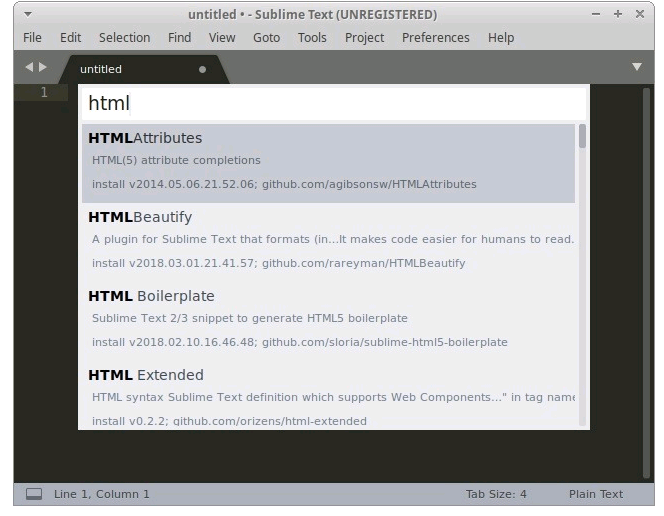 untitled • - Sublime Text (UNREGISTERED)
File Edit Selection Find View Goto Tools Project Preferences Help
untitled
1
html
HTMLAttributes
HTML(5) attribute completions
install v2014.05.06.21.52.06; github.com/agibsonsw/HTMLAttributes
HTMLBeautify
A plugin for Sublime Text that formats (in...It makes code easier for humans to read.
install v2018.03.01.21.41.57; github.com/rareyman/HTMLBeautify
HTML Boilerplate
Sublime Text 2/3 snippet to generate HTML5 boilerplate
install v2018.02.10.16.46.48; github.com/sloria/sublime-html5-boilerplate
HTML Extended
HTML syntax Sublime Text definition which supports Web Components..." in tag name
install v0.2.2; github.com/orizens/html-extended
Line 1, Column 1 Tab Size: 4 Plain Text